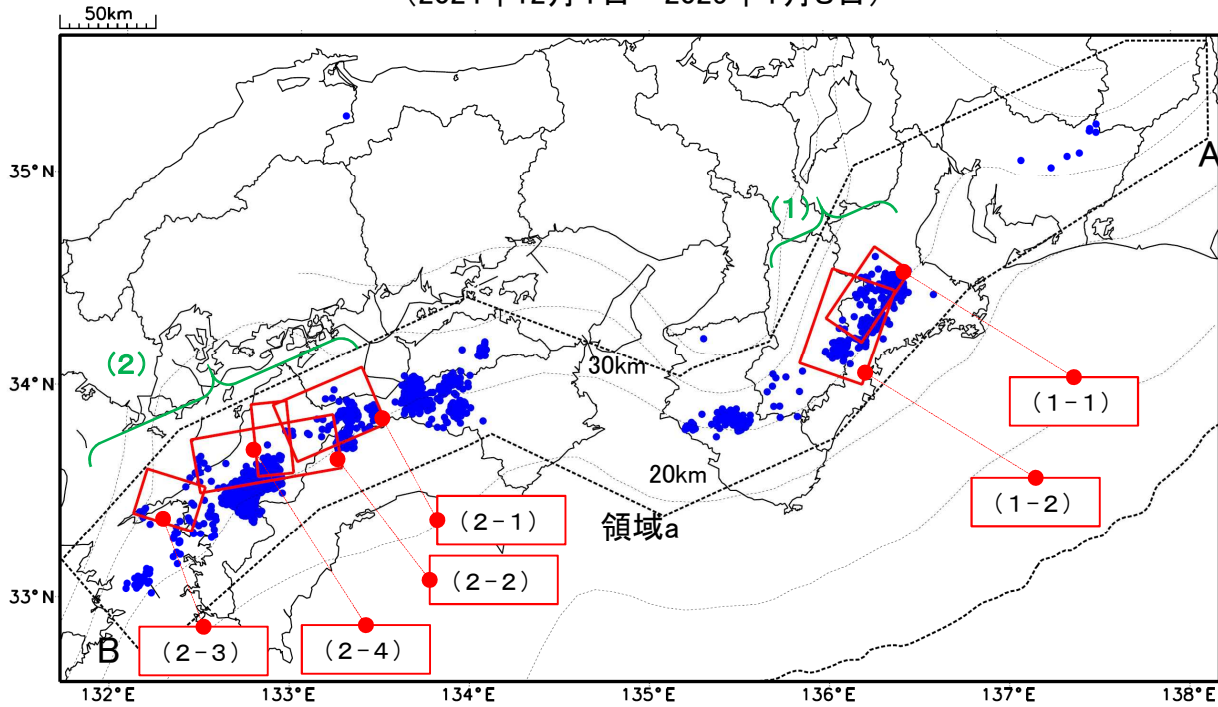 50km
35°N
34°N
33°N
A
(1)
(2)
30km
20km
領域a
(1-1)
(1-2)
(2-1)
(2-2)
(2-3)
(2-4)
B
132°E
133°E
134°E
135°E
136°E
137°E
138°E